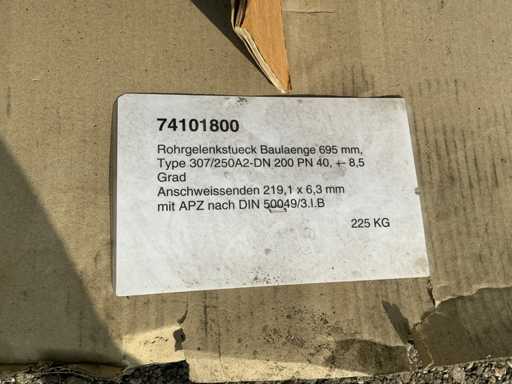 74101800
Rohrgelenkstueck Baulaenge 695 mm,
Type 307/250A2-DN 200 PN 40, +- 8,5
Grad
Anschweissenden 219,1 x 6,3 mm
mit APZ nach DIN 50049/3.I.B
225 KG